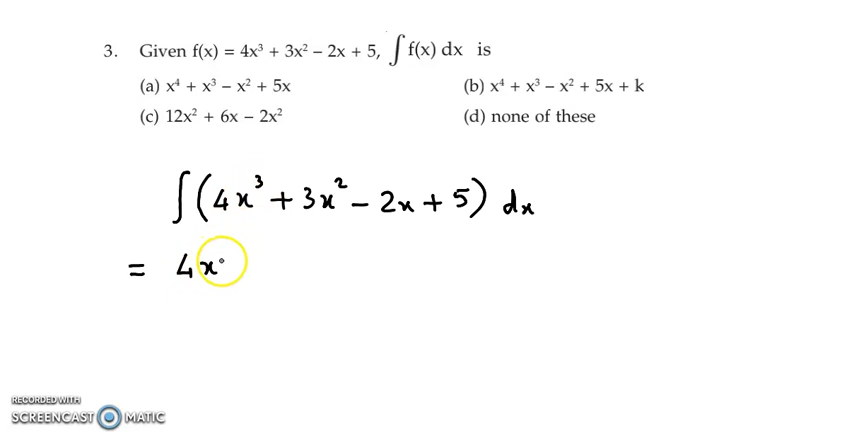 3. Given f(x) = 4x³ + 3x² – 2x + 5, ∫ f(x) dx is
(a) x⁴ + x³ – x² + 5x (b) x⁴ + x³ – x² + 5x + k
(c) 12x² + 6x – 2x² (d) none of these
∫(4x³ + 3x² – 2x + 5) dx
= 4x
RECORDED WITH
SCREENCAST MATIC